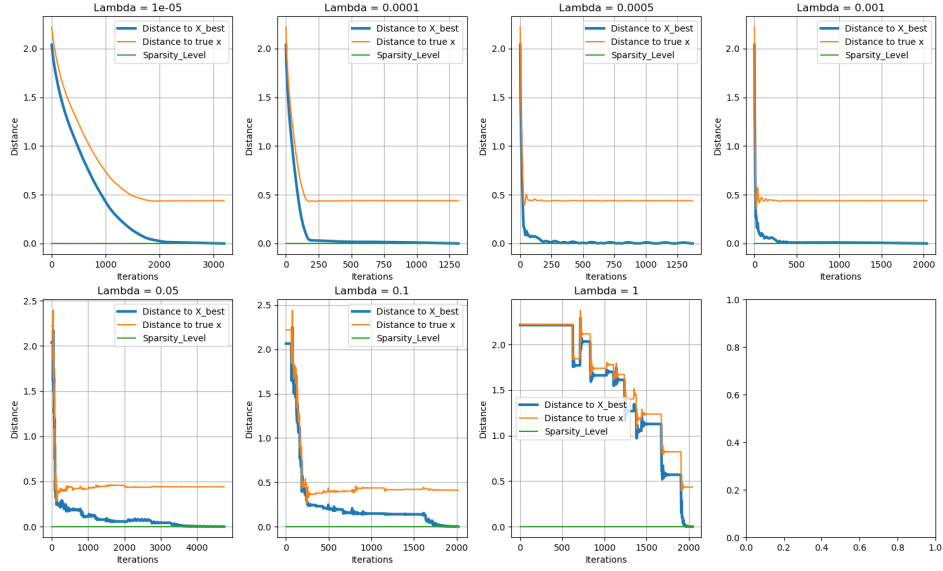 Lambda = 1e-05
2.0
1.5
1.0
0.5
0.0
Distance
0
1000
2000
3000
Iterations
Distance to X_best
Distance to true x
Sparsity_Level
Lambda = 0.0001
2.0
1.5
1.0
0.5
0.0
Distance
0
250
500
750
1000
1250
Iterations
Distance to X_best
Distance to true x
Sparsity_Level
Lambda = 0.0005
2.0
1.5
1.0
0.5
0.0
Distance
0
250
500
750
1000
1250
Iterations
Distance to X_best
Distance to true x
Sparsity_Level
Lambda = 0.001
2.0
1.5
1.0
0.5
0.0
Distance
0
500
1000
1500
2000
Iterations
Distance to X_best
Distance to true x
Sparsity_Level
Lambda = 0.05
2.5
2.0
1.5
1.0
0.5
0.0
Distance
0
1000
2000
3000
4000
Iterations
Distance to X_best
Distance to true x
Sparsity_Level
Lambda = 0.1
2.5
2.0
1.5
1.0
0.5
0.0
Distance
0
500
1000
1500
2000
Iterations
Distance to X_best
Distance to true x
Sparsity_Level
Lambda = 1
2.0
1.5
1.0
0.5
0.0
Distance
0
500
1000
1500
2000
Iterations
Distance to X_best
Distance to true x
Sparsity_Level
1.0
0.8
0.6
0.4
0.2
0.0
0.0
0.2
0.4
0.6
0.8
1.0